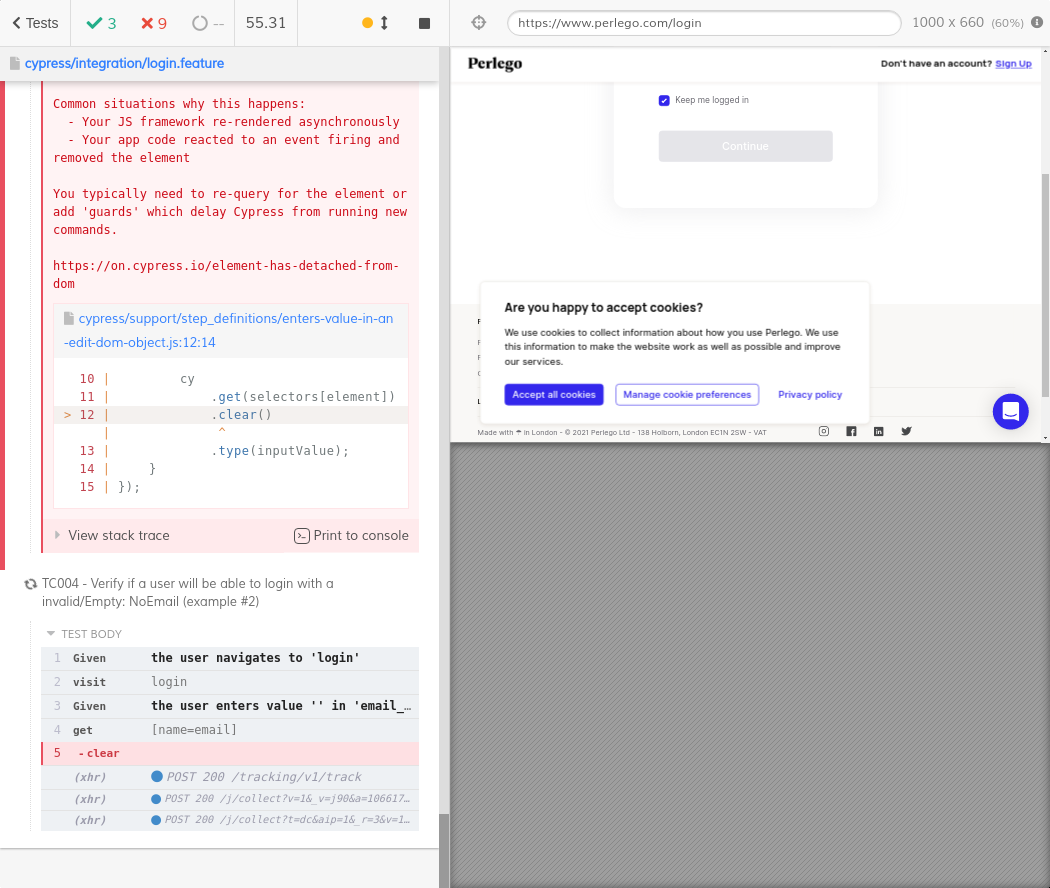 Tests
3
9
--
55.31
https://www.perlego.com/login
1000 x 660 (60%)
cypress/integration/login.feature
Common situations why this happens:
- Your JS framework re-rendered asynchronously
- Your app code reacted to an event firing and
removed the element
You typically need to re-query for the element or
add 'guards' which delay Cypress from running new
commands.
https://on.cypress.io/element-has-detached-from-
dom
cypress/support/step_definitions/enters-value-in-an
-edit-dom-object.js:12:14
10 | cy
11 | .get(selectors[element])
> 12 | .clear()
| ^
13 | .type(inputValue);
14 | }
15 | });
View stack trace
Print to console
TC004 - Verify if a user will be able to login with a
invalid/Empty: NoEmail (example #2)
TEST BODY
1 Given the user navigates to 'login'
2 visit login
3 Given the user enters value '' in 'email_…
4 get [name=email]
5 -clear
(xhr) POST 200 /tracking/v1/track
(xhr) POST 200 /j/collect?v=1&_v=j90&a=106617…
(xhr) POST 200 /j/collect?t=dc&aip=1&_r=3&v=1…
Perlego
Don't have an account? Sign Up
Keep me logged in
Continue
Are you happy to accept cookies?
We use cookies to collect information about how you use Perlego. We use
this information to make the website work as well as possible and improve
our services.
Accept all cookies
Manage cookie preferences
Privacy policy
Made with ☂ in London - © 2021 Perlego Ltd - 138 Holborn, London EC1N 2SW - VAT